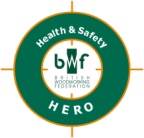 Health & Safety
bwf
BRITISH
WOODWORKING
FEDERATION
HERO